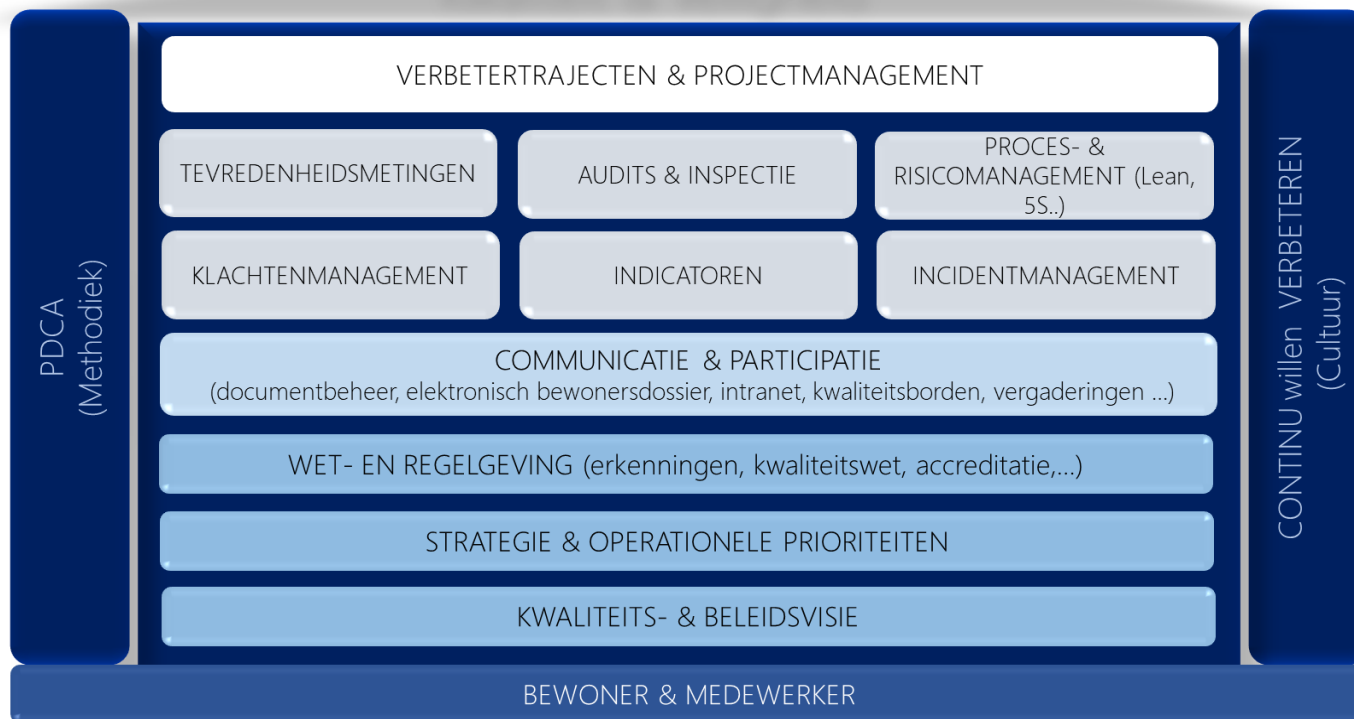 VERBETERTRAJECTEN & PROJECTMANAGEMENT
TEVREDENHEIDSMETINGEN
AUDITS & INSPECTIE
PROCES- &
RISICOMANAGEMENT (Lean,
5S..)
KLACHTENMANAGEMENT
INDICATOREN
INCIDENTMANAGEMENT
COMMUNICATIE & PARTICIPATIE
(documentbeheer, elektronisch bewonersdossier, intranet, kwaliteitsborden, vergaderingen ...)
WET- EN REGELGEVING (erkenningen, kwaliteitswet, accreditatie,...)
STRATEGIE & OPERATIONELE PRIORITEITEN
KWALITEITS- & BELEIDSVISIE
PDCA
(Methodiek)
CONTINU willen VERBETEREN
(Cultuur)
BEWONER & MEDEWERKER